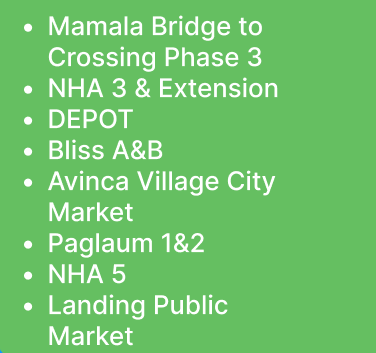 • Mamala Bridge to
Crossing Phase 3
• NHA 3 & Extension
• DEPOT
• Bliss A&B
• Avinca Village City
Market
• Paglaum 1&2
• NHA 5
• Landing Public
Market